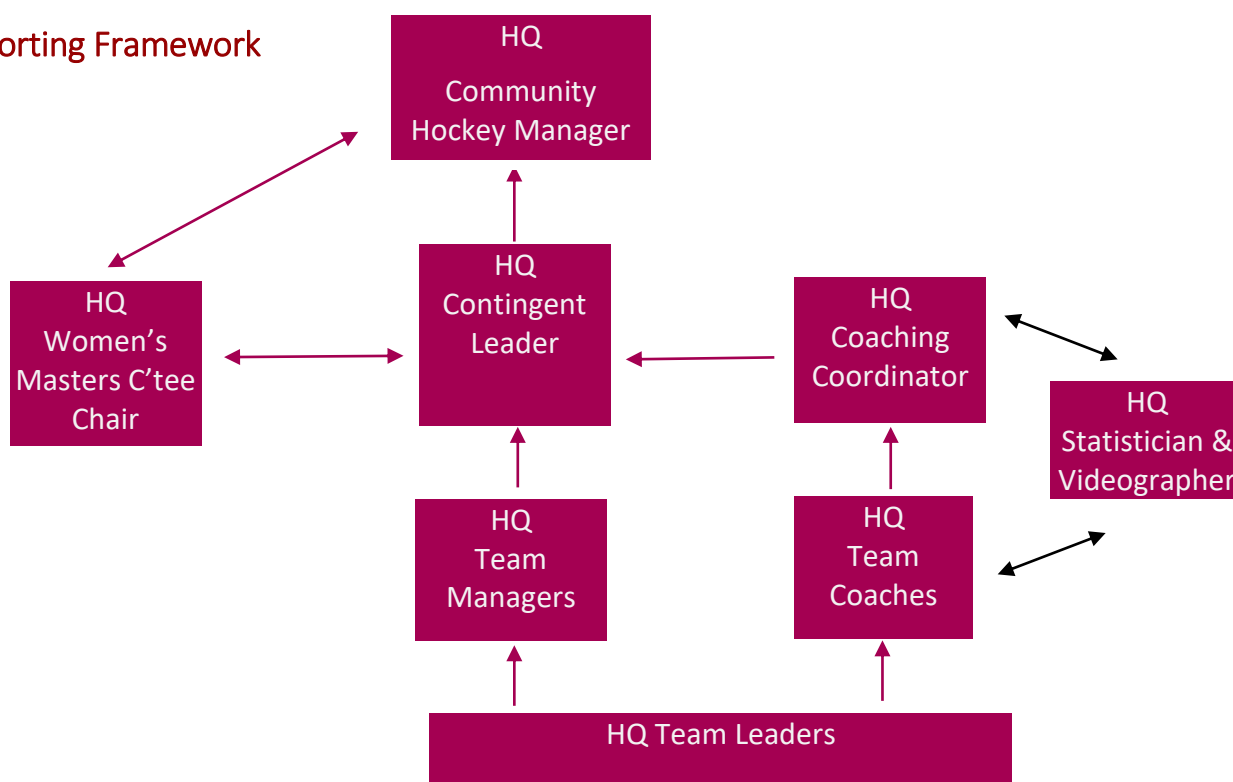 orting Framework
HQ
Community
Hockey Manager
HQ
Women's
Masters C'tee
Chair
HQ
Contingent
Leader
HQ
Coaching
Coordinator
HQ
Statistician &
Videographer
HQ
Team
Managers
HQ
Team
Coaches
HQ Team Leaders